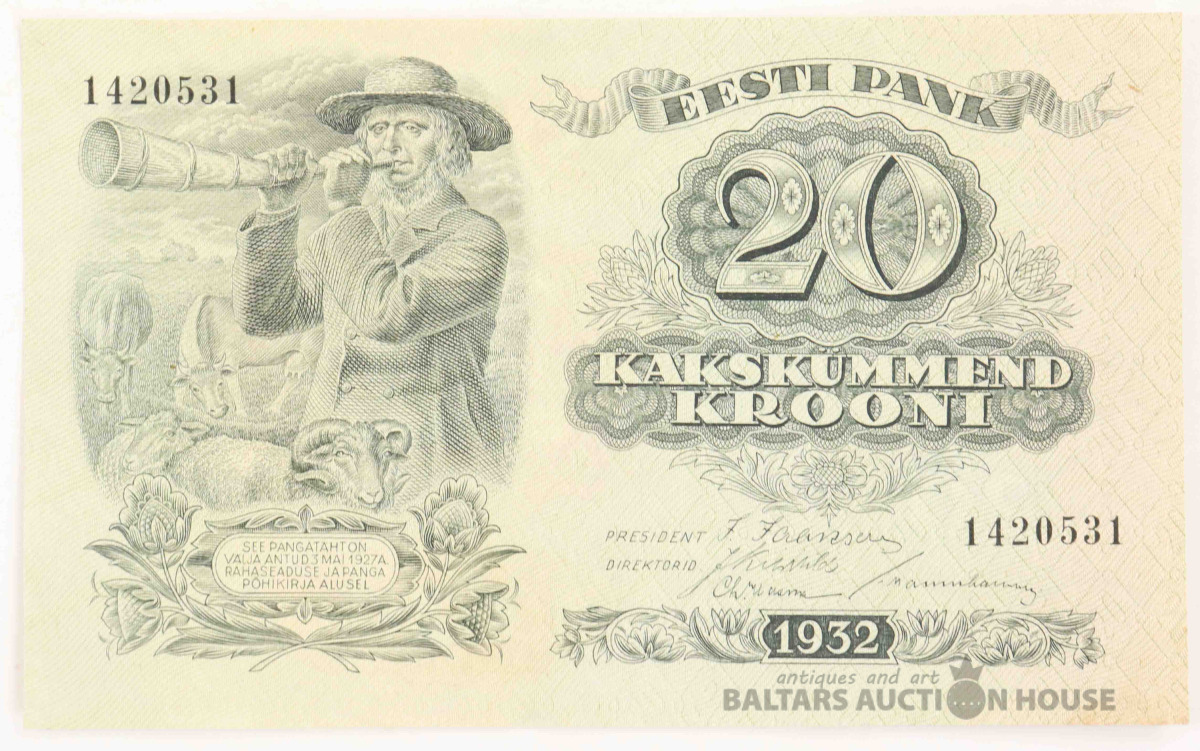 1420531
EESTI PANK
20
KAKSKÜMMEND
KROONI
SEE PANGATÄHT ON
VÄLJA ANTUD 3 MAI 1927 A.
RAHASEADUSE JA PANGA
PÕHIKIRJA ALUSEL
PRESIDENT
1420531
DIREKTORID
1932
antiques and art
BALTARS AUCTION HOUSE